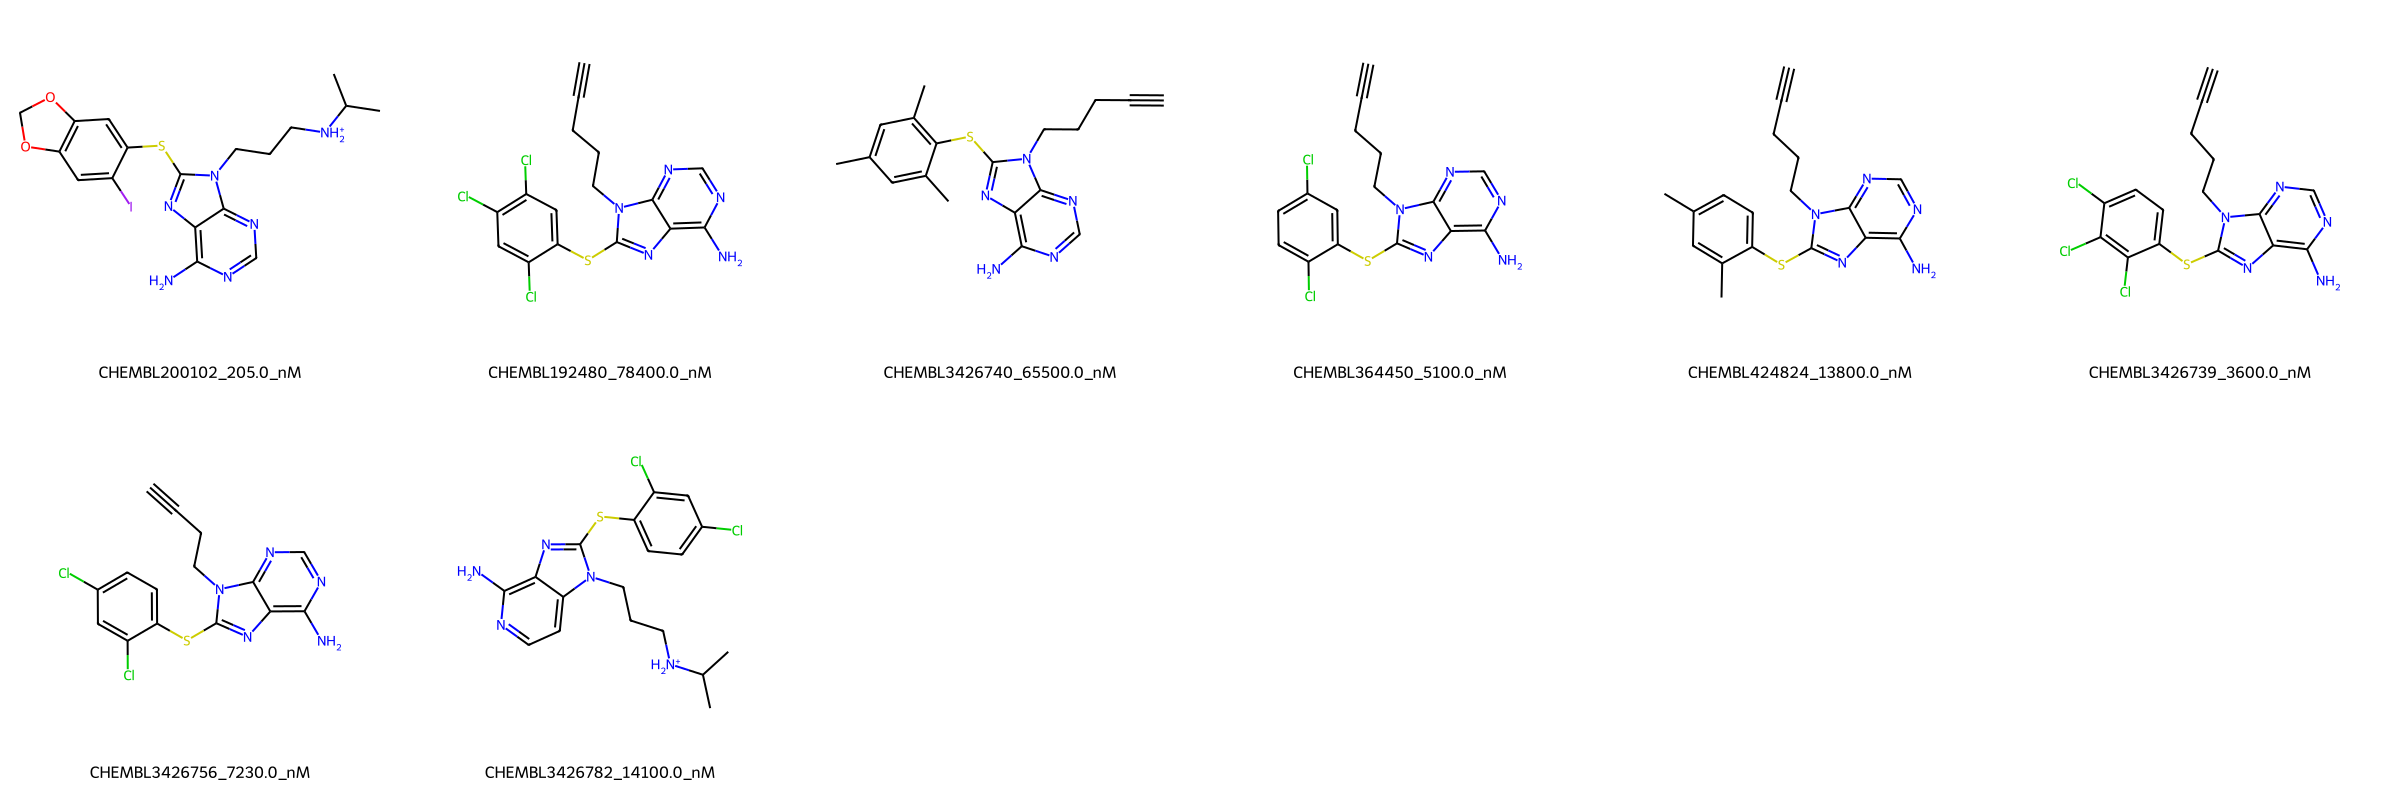 CHEMBL200102_205.0_nM
CHEMBL192480_78400.0_nM
CHEMBL3426740_65500.0_nM
CHEMBL364450_5100.0_nM
CHEMBL424824_13800.0_nM
CHEMBL3426739_3600.0_nM
CHEMBL3426756_7230.0_nM
CHEMBL3426782_14100.0_nM